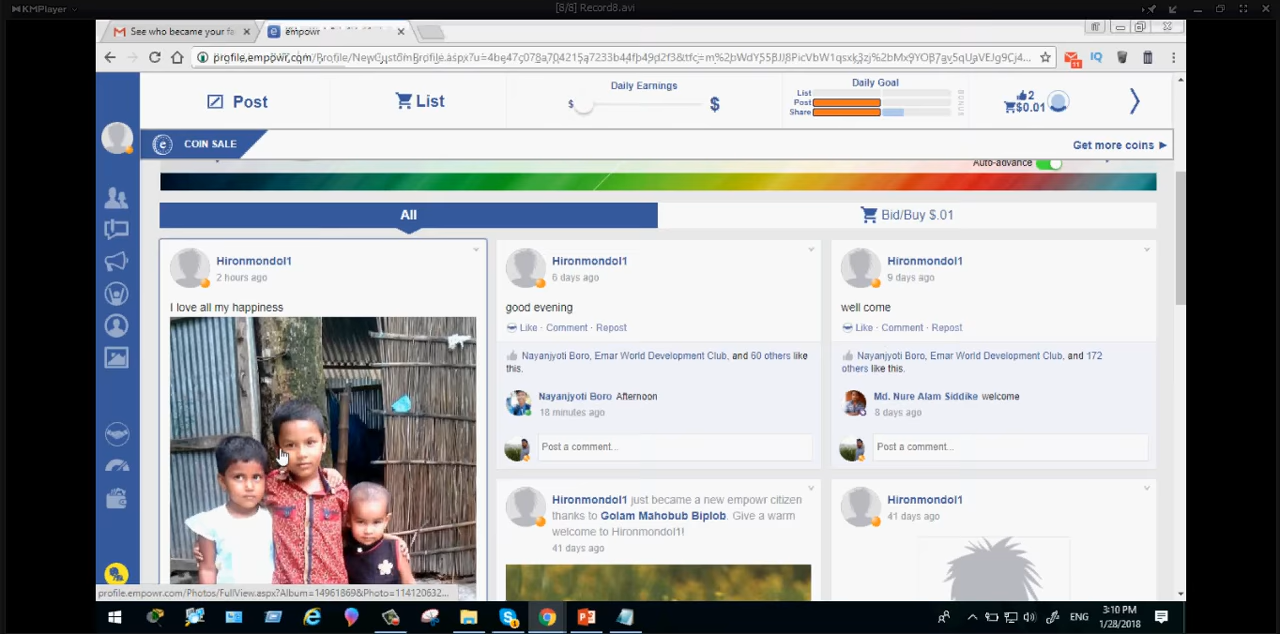 KMPlayer
[8/8] Record8.avi
See who became your fa
empowr
profile.empowr.com/
11
IQ
Post
List
Daily Earnings
$
$
Daily Goal
List
Post
Share
BONUS
2
$0.01
COIN SALE
Get more coins
Auto-advance
All
Bid/Buy $.01
Hironmondol1
2 hours ago
I love all my happiness
Hironmondol1
6 days ago
good evening
Like · Comment · Repost
Nayanjyoti Boro, Emar World Development Club, and 60 others like
this.
Nayanjyoti Boro Afternoon
18 minutes ago
Post a comment...
Hironmondol1
9 days ago
well come
Like · Comment · Repost
Nayanjyoti Boro, Emar World Development Club, and 172
others like this.
Md. Nure Alam Siddike welcome
8 days ago
Post a comment...
Hironmondol1 just became a new empowr citizen
thanks to Golam Mahobub Biplob. Give a warm
welcome to Hironmondol1!
41 days ago
Hironmondol1
41 days ago
profile.empowr.com/Photos/FullView.aspx?Album=14961869&Photo=114120632...
ENG
3:10 PM
1/28/2018